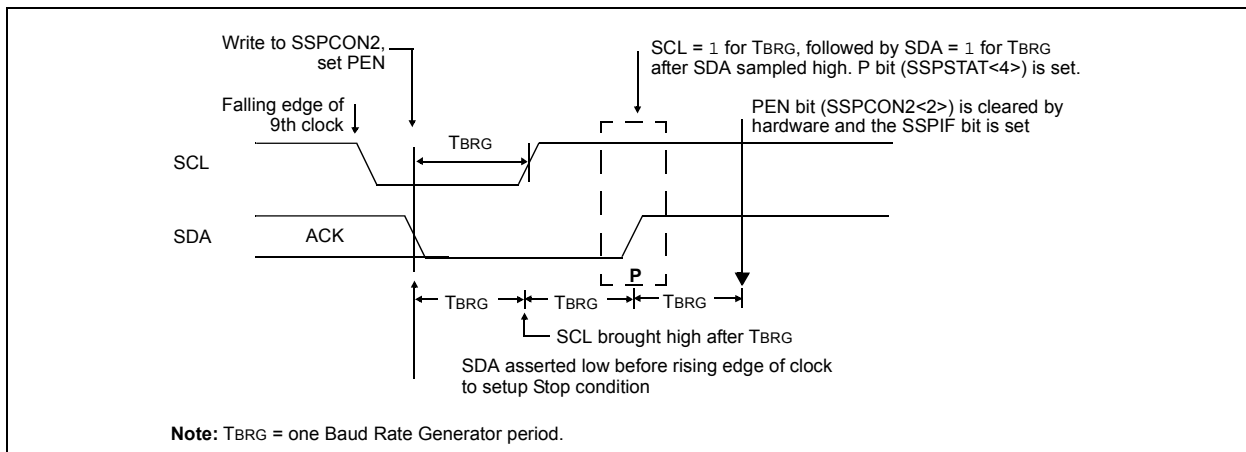 Write to SSPCON2,
set PEN
SCL = 1 for TBRG, followed by SDA = 1 for TBRG
after SDA sampled high. P bit (SSPSTAT<4>) is set.
Falling edge of
9th clock
PEN bit (SSPCON2<2>) is cleared by
hardware and the SSPIF bit is set
TBRG
SCL
SDA
ACK
P
TBRG
TBRG
TBRG
SCL brought high after TBRG
SDA asserted low before rising edge of clock
to setup Stop condition
Note: TBRG = one Baud Rate Generator period.